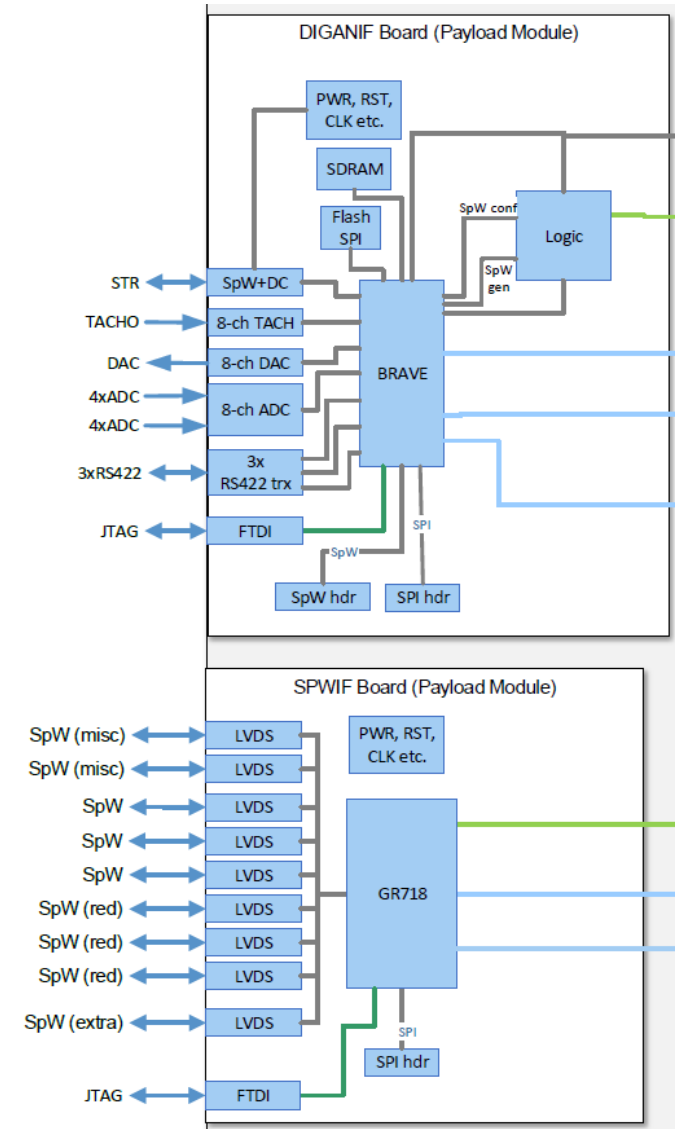 DIGANIF Board (Payload Module)
PWR, RST,
CLK etc.
SDRAM
Flash
SPI
SpW conf
Logic
SpW
gen
STR
SpW+DC
TACHO
8-ch TACH
DAC
8-ch DAC
BRAVE
4xADC
8-ch ADC
4xADC
3xRS422
3x
RS422 trx
JTAG
FTDI
SPI
SpW
SpW hdr
SPI hdr
SPWIF Board (Payload Module)
SpW (misc)
LVDS
PWR, RST,
CLK etc.
SpW (misc)
LVDS
SpW
LVDS
SpW
LVDS
SpW
LVDS
GR718
SpW (red)
LVDS
SpW (red)
LVDS
SpW (red)
LVDS
SpW (extra)
LVDS
SPI
SPI hdr
JTAG
FTDI